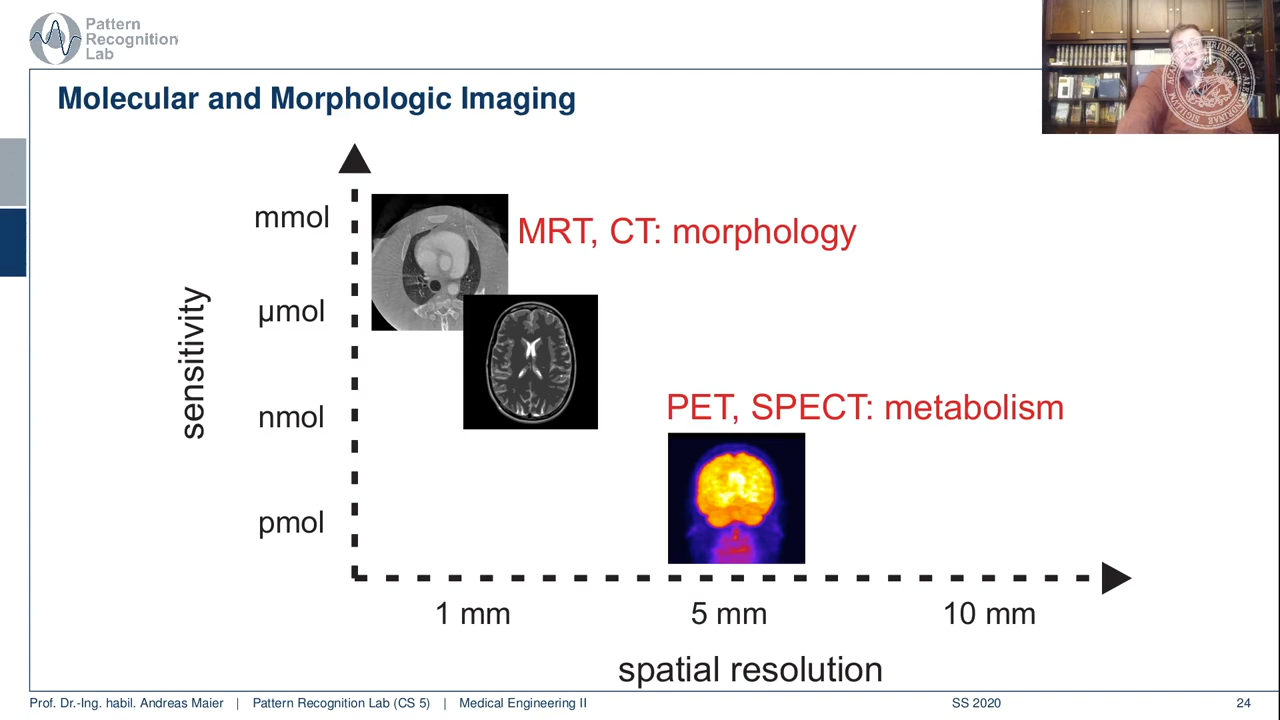 Pattern
Recognition
Lab
Molecular and Morphologic Imaging
mmol
MRT, CT: morphology
µmol
sensitivity
nmol
PET, SPECT: metabolism
pmol
1 mm 5 mm 10 mm
spatial resolution
Prof. Dr.-Ing. habil. Andreas Maier | Pattern Recognition Lab (CS 5) | Medical Engineering II SS 2020 24